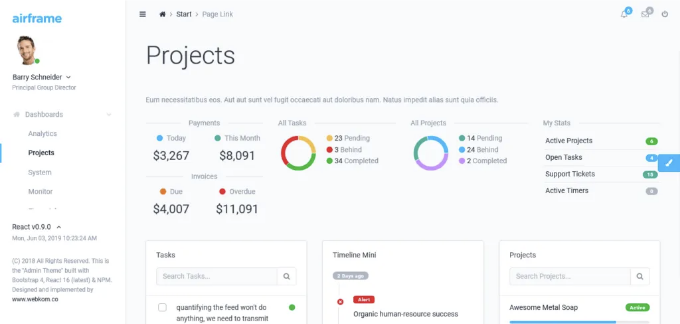 airframe
Start > Page Link
6
6
Barry Schneider
Principal Group Director
Dashboards
Analytics
Projects
System
Monitor
React v0.9.0
Mon, Jun 03, 2019 10:23:24 AM
(C) 2019 All Rights Reserved. This is
the "Admin Theme" built with
Bootstrap 4, React 16 (latest) & NPM.
Designed and implemented by
www.webkom.co
Projects
Eum necessitatibus eos. Aut aut sunt vel fugit occaecati aut doloribus nam. Natus impedit alias sunt quia officiis.
Payments
Today
This Month
$3,267
$8,091
Invoices
Due
Overdue
$4,007
$11,091
All Tasks
23 Pending
3 Behind
34 Completed
All Projects
14 Pending
24 Behind
2 Completed
My Stats
Active Projects 6
Open Tasks 4
Support Tickets
Active Timers 0
Tasks
Search Tasks...
quantifying the feed won't do
anything, we need to transmit
Timeline Mini
2 Days ago
Alert
Organic human-resource success
Projects
Search Projects...
Awesome Metal Soap
Active